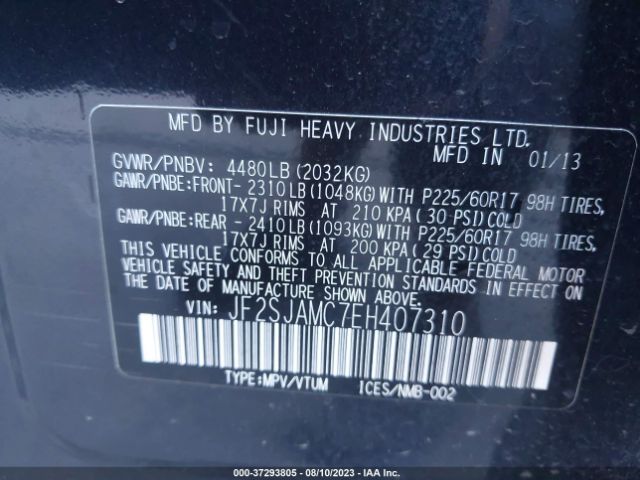 MFD BY FUJI HEAVY INDUSTRIES LTD.
MFD IN 01/13
GVWR/PNBV: 4480LB (2032KG)
GAWR/PNBE:FRONT- 2310LB (1048KG)WITH P225/60R17 98H TIRES,
17X7J RIMS AT 210 KPA ( 30 PSI)COLD
GAWR/PNBE:REAR - 2410LB (1093KG)WITH P225/60R17 98H TIRES,
17X7J RIMS AT 200 KPA ( 29 PSI)COLD
THIS VEHICLE CONFORMS TO ALL APPLICABLE FEDERAL MOTOR
VEHICLE SAFETY AND THEFT PREVENTION STANDARDS IN EFFECT ON
THE DATE OF MANUFACTURE SHOWN ABOVE.
VIN: JF2SJAMC7EH407310
TYPE:MPV/VTUM ICES/NMB-002
000-37293805 - 08/10/2023 - IAAI.COM